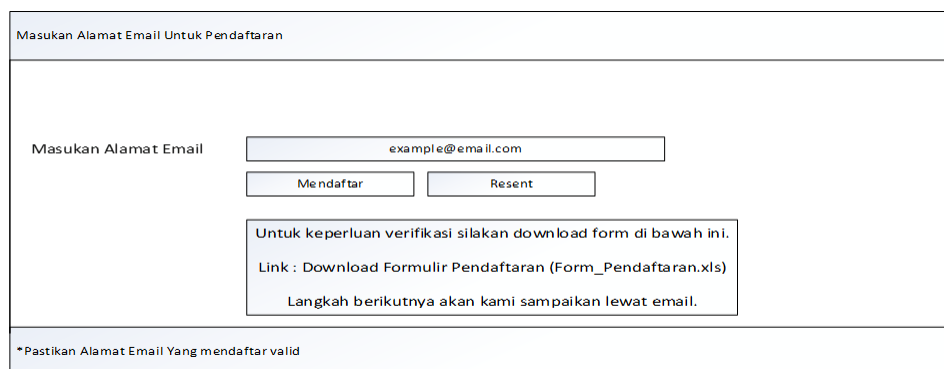 Masukan Alamat Email Untuk Pendaftaran
Masukan Alamat Email
example@email.com
Mendaftar
Resent
Untuk keperluan verifikasi silakan download form di bawah ini.
Link : Download Formulir Pendaftaran (Form_Pendaftaran.xls)
Langkah berikutnya akan kami sampaikan lewat email.
*Pastikan Alamat Email Yang mendaftar valid